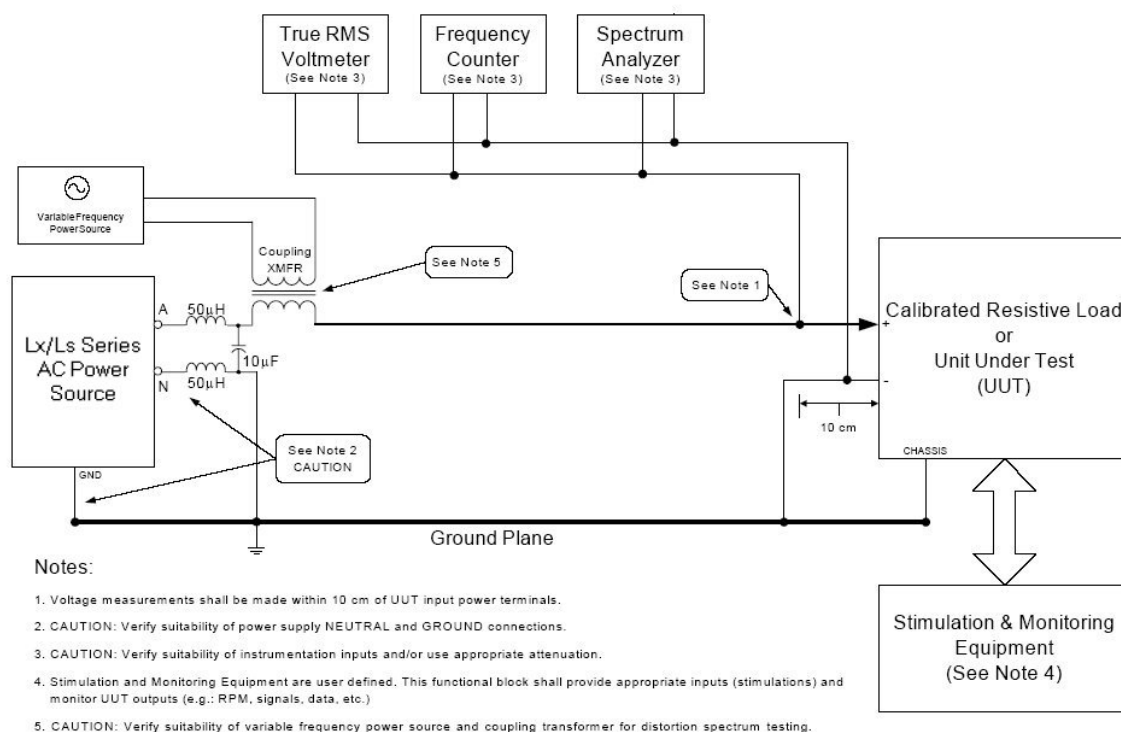 True RMS
Voltmeter
(See Note 3)
Frequency
Counter
(See Note 3)
Spectrum
Analyzer
(See Note 3)
Variable Frequency
Power Source
Coupling
XMFR
See Note 5
See Note 1
A
50µH
10µF
N
50µH
Lx/Ls Series
AC Power
Source
GND
See Note 2
CAUTION
+
Calibrated Resistive Load
or
Unit Under Test
(UUT)
-
10 cm
CHASSIS
Ground Plane
Stimulation & Monitoring
Equipment
(See Note 4)
Notes:
1. Voltage measurements shall be made within 10 cm of UUT input power terminals.
2. CAUTION: Verify suitability of power supply NEUTRAL and GROUND connections.
3. CAUTION: Verify suitability of instrumentation inputs and/or use appropriate attenuation.
4. Stimulation and Monitoring Equipment are user defined. This functional block shall provide appropriate inputs (stimulations) and
monitor UUT outputs (e.g.: RPM, signals, data, etc.)
5. CAUTION: Verify suitability of variable frequency power source and coupling transformer for distortion spectrum testing.